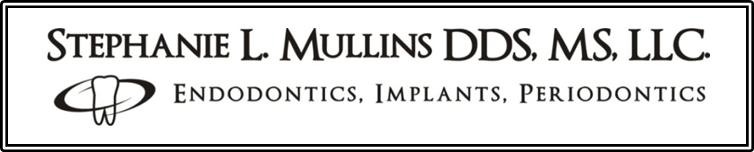 Stephanie L. Mullins DDS, MS, LLC.
Endodontics, Implants, Periodontics